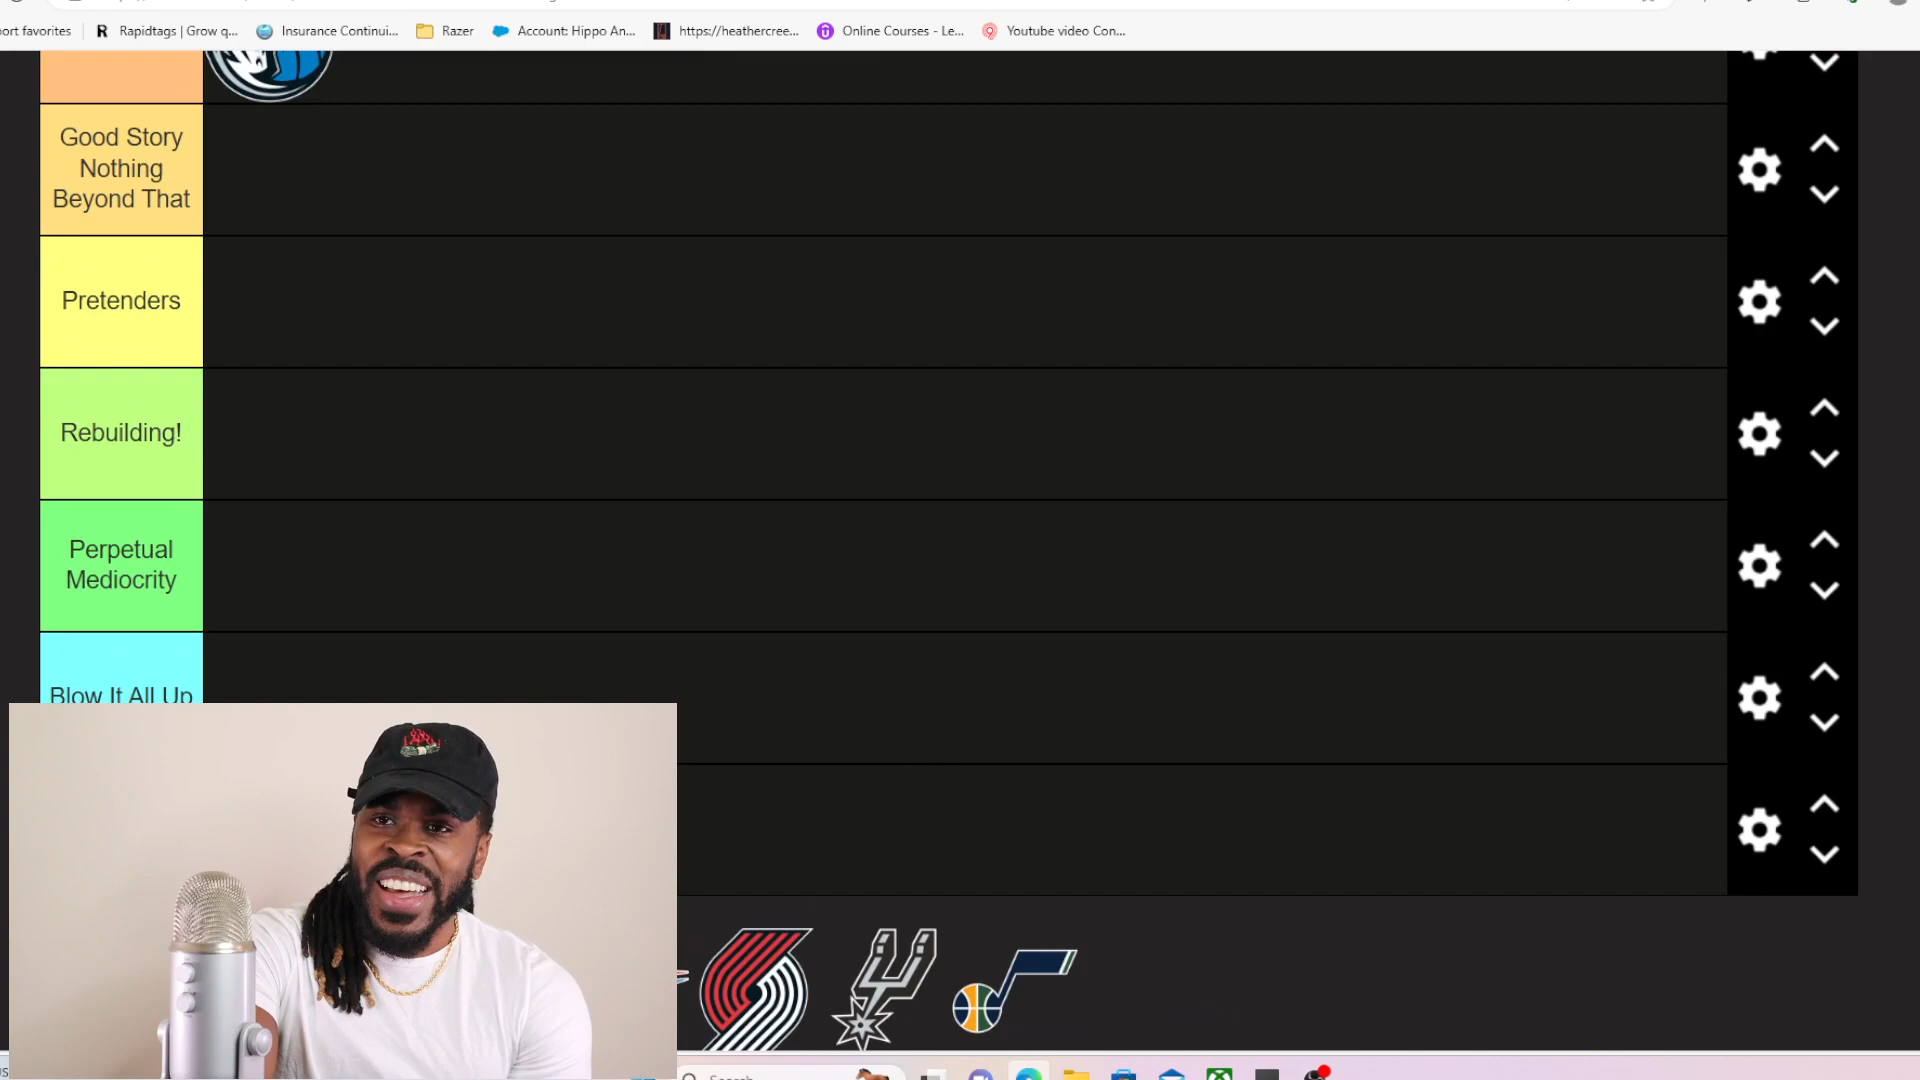 ort favorites
Rapidtags | Grow q...
Insurance Continui...
Razer
Account: Hippo An...
https://heathercree...
Online Courses - Le...
Youtube video Con...
Good Story
Nothing
Beyond That
Pretenders
Rebuilding!
Perpetual
Mediocrity
Blow It All Up
Search